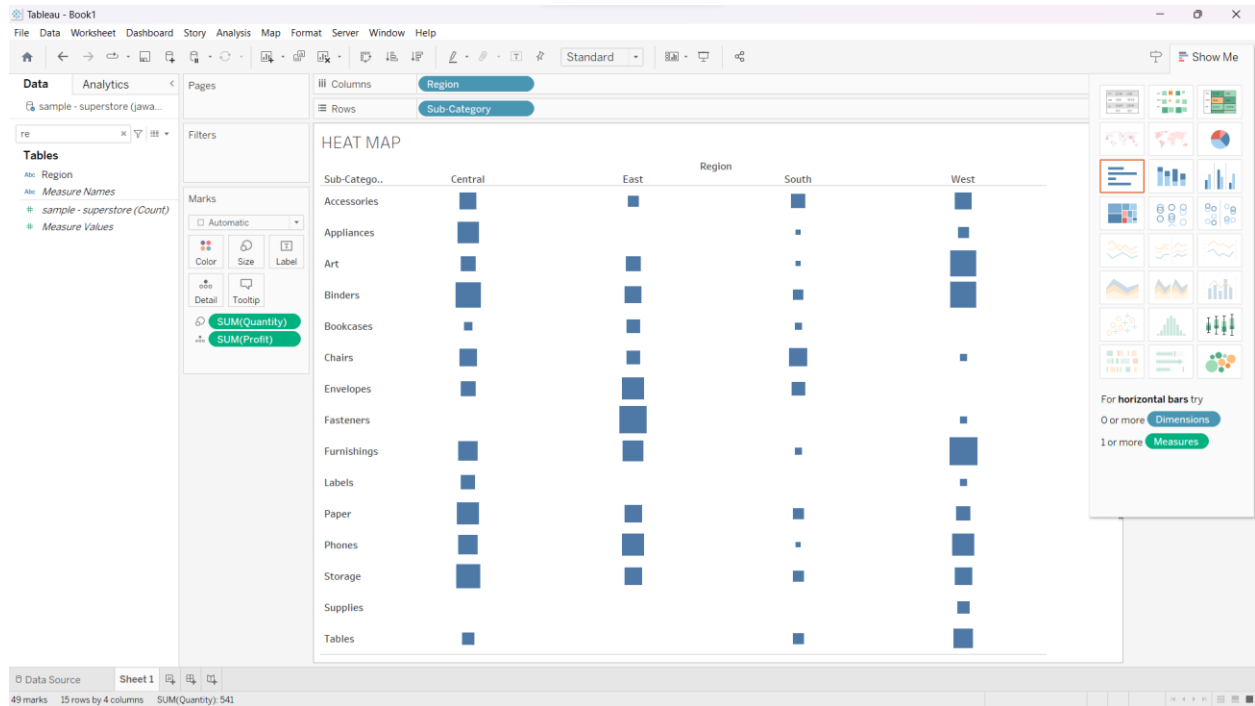 Tableau - Book1
File Data Worksheet Dashboard Story Analysis Map Format Server Window Help
Standard
Show Me
Data Analytics
sample - superstore (jawa...
re
Tables
Abc Region
Abc Measure Names
# sample - superstore (Count)
# Measure Values
Pages
Filters
Marks
Automatic
Color Size Label
Detail Tooltip
SUM(Quantity)
SUM(Profit)
Columns Region
Rows Sub-Category
HEAT MAP
Region
Sub-Catego.. Central East South West
Accessories
Appliances
Art
Binders
Bookcases
Chairs
Envelopes
Fasteners
Furnishings
Labels
Paper
Phones
Storage
Supplies
Tables
For horizontal bars try
0 or more Dimensions
1 or more Measures
Data Source Sheet 1
49 marks 15 rows by 4 columns SUM(Quantity): 541